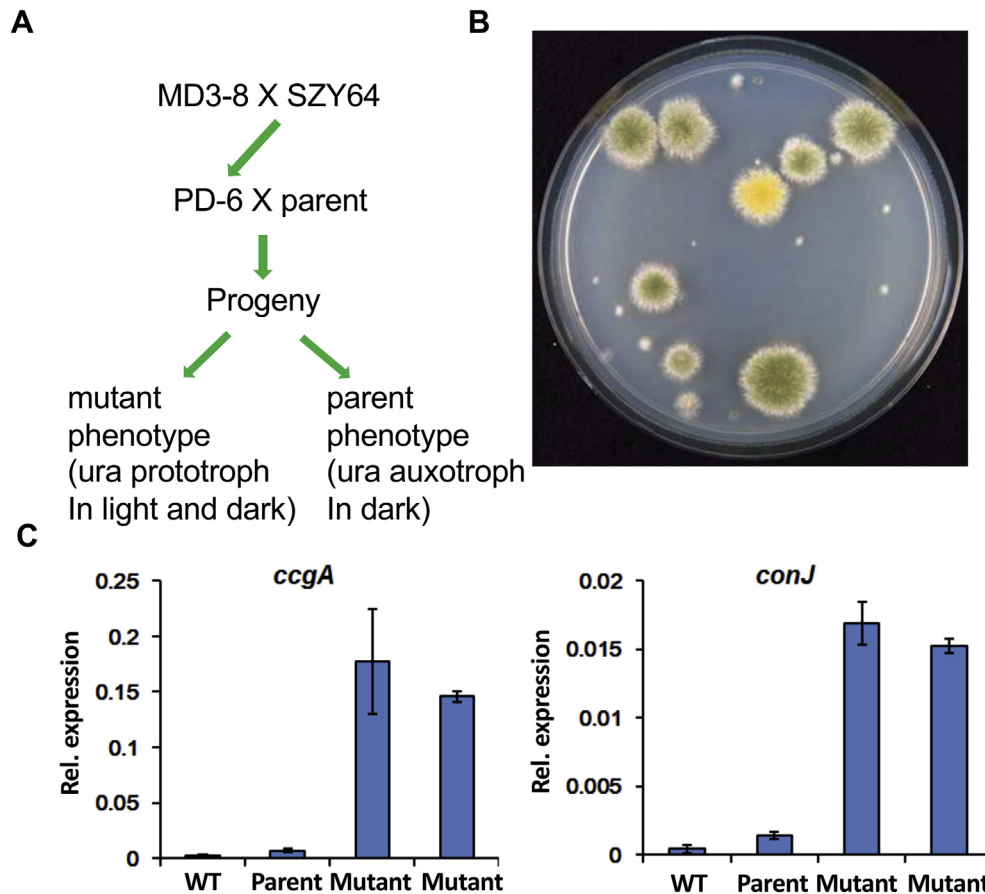 A
MD3-8 X SZY64
PD-6 X parent
Progeny
mutant
phenotype
(ura prototroph
In light and dark)
parent
phenotype
(ura auxotroph
In dark)
B
C
ccgA
Rel. expression
0.25
0.2
0.15
0.1
0.05
0
WT Parent Mutant Mutant
conJ
Rel. expression
0.02
0.015
0.01
0.005
0
WT Parent Mutant Mutant